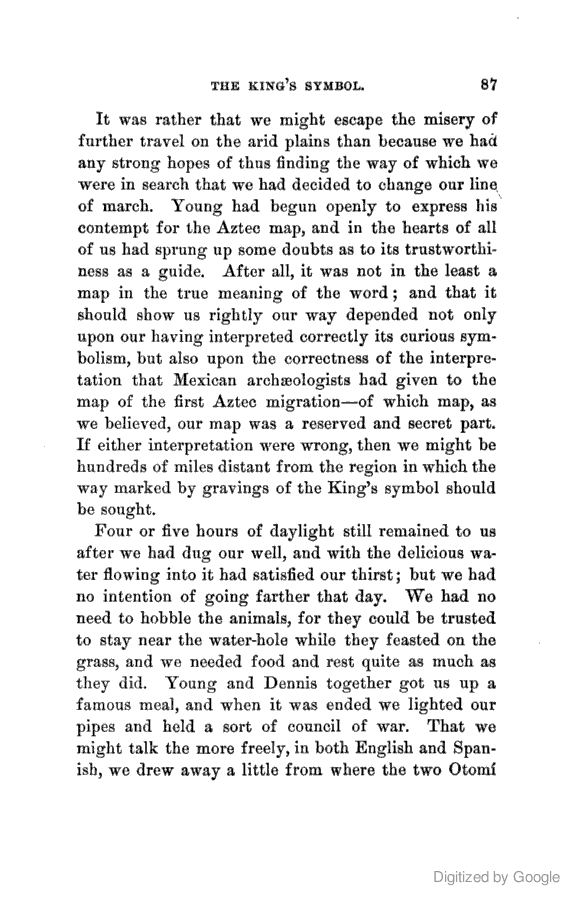 THE KING'S SYMBOL. 87
It was rather that we might escape the misery of
further travel on the arid plains than because we had
any strong hopes of thus finding the way of which we
were in search that we had decided to change our line
of march. Young had begun openly to express his
contempt for the Aztec map, and in the hearts of all
of us had sprung up some doubts as to its trustworthi-
ness as a guide. After all, it was not in the least a
map in the true meaning of the word; and that it
should show us rightly our way depended not only
upon our having interpreted correctly its curious sym-
bolism, but also upon the correctness of the interpre-
tation that Mexican archæologists had given to the
map of the first Aztec migration—of which map, as
we believed, our map was a reserved and secret part.
If either interpretation were wrong, then we might be
hundreds of miles distant from the region in which the
way marked by gravings of the King's symbol should
be sought.
Four or five hours of daylight still remained to us
after we had dug our well, and with the delicious wa-
ter flowing into it had satisfied our thirst; but we had
no intention of going farther that day. We had no
need to hobble the animals, for they could be trusted
to stay near the water-hole while they feasted on the
grass, and we needed food and rest quite as much as
they did. Young and Dennis together got us up a
famous meal, and when it was ended we lighted our
pipes and held a sort of council of war. That we
might talk the more freely, in both English and Span-
ish, we drew away a little from where the two Otomí
Digitized by Google